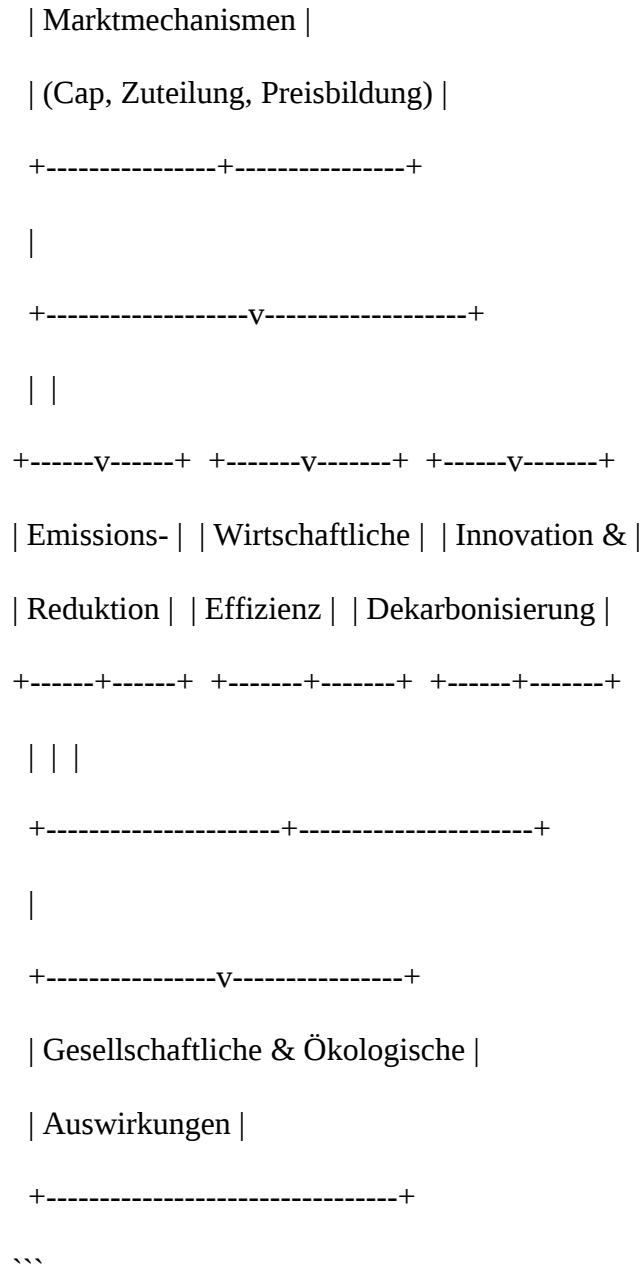 | Marktmechanismen |
| (Cap, Zuteilung, Preisbildung) |
+----------------+----------------+
|
+-------------------v-------------------+
| |
+------v------+ +-------v-------+ +------v-------+
| Emissions- | | Wirtschaftliche | | Innovation & |
| Reduktion | | Effizienz | | Dekarbonisierung |
+------+------+ +-------+-------+ +------+-------+
| | |
+----------------------+----------------------+
|
+----------------v----------------+
| Gesellschaftliche & Ökologische |
| Auswirkungen |
+---------------------------------+
```